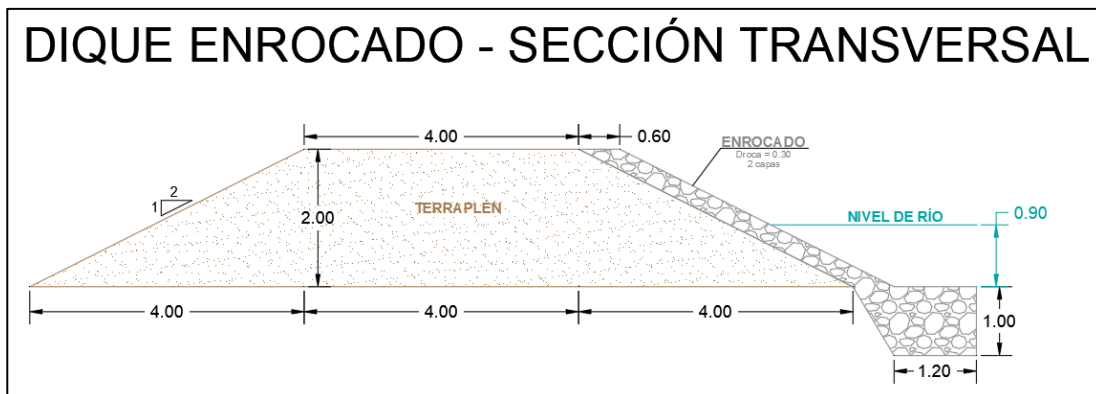 DIQUE ENROCADO - SECCIÓN TRANSVERSAL
4.00
0.60
ENROCADO
Droca = 0.30
2 capas
2
1
2.00
TERRAPLÉN
NIVEL DE RÍO
0.90
4.00
4.00
4.00
1.00
1.20